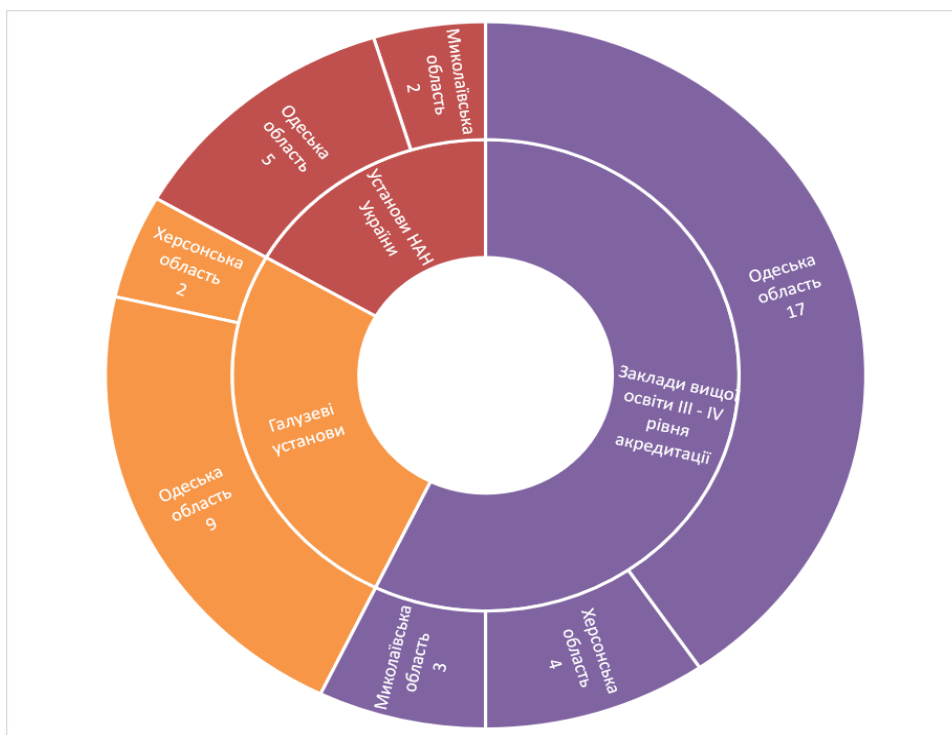 Миколаївська
область
2
Одеська
область
5
Установи НАН
України
Херсонська
область
2
Одеська
область
17
Заклади вищої
освіти III - IV
рівня
акредитації
Галузеві
установи
Одеська
область
9
Миколаївська
область
3
Херсонська
область
4